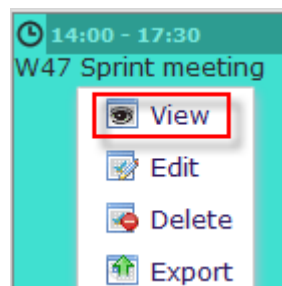 14:00 - 17:30
W47 Sprint meeting
View
Edit
Delete
Export